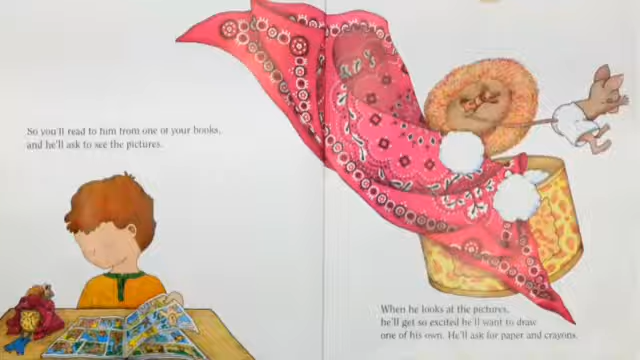 So you'll read to him from one of your books,
and he'll ask to see the pictures.
When he looks at the pictures,
he'll get so excited he'll want to draw
one of his own. He'll ask for paper and crayons.